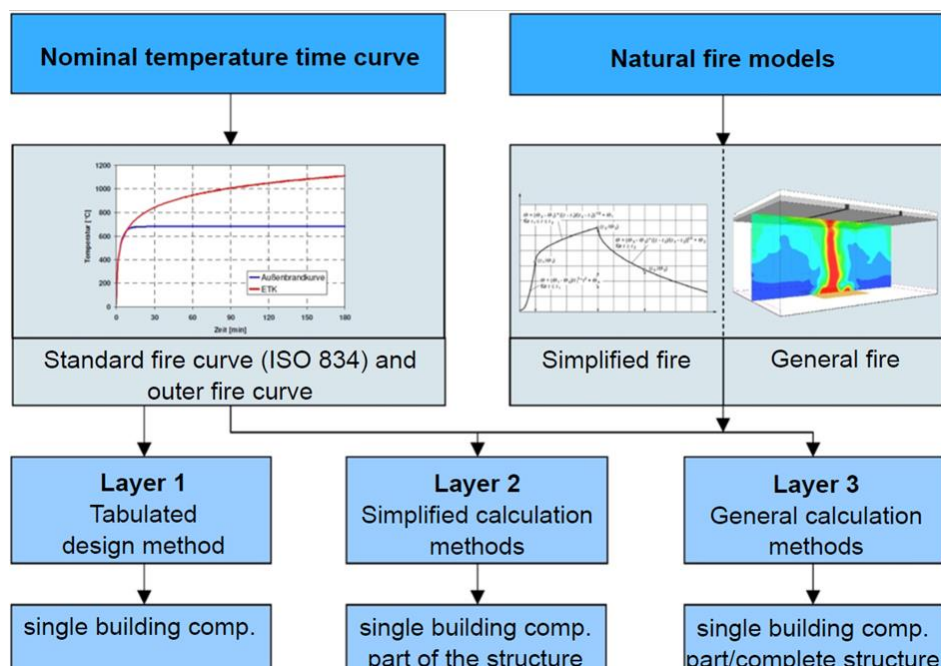 Nominal temperature time curve
Natural fire models
1200
1000
800
600
400
200
0
Temperatur [°C]
Außenbrandkurve
ETK
0
30
60
90
120
150
180
Zeit [min]
Standard fire curve (ISO 834) and
outer fire curve
Simplified fire
General fire
Layer 1
Tabulated
design method
Layer 2
Simplified calculation
methods
Layer 3
General calculation
methods
single building comp.
single building comp.
part of the structure
single building comp.
part/complete structure